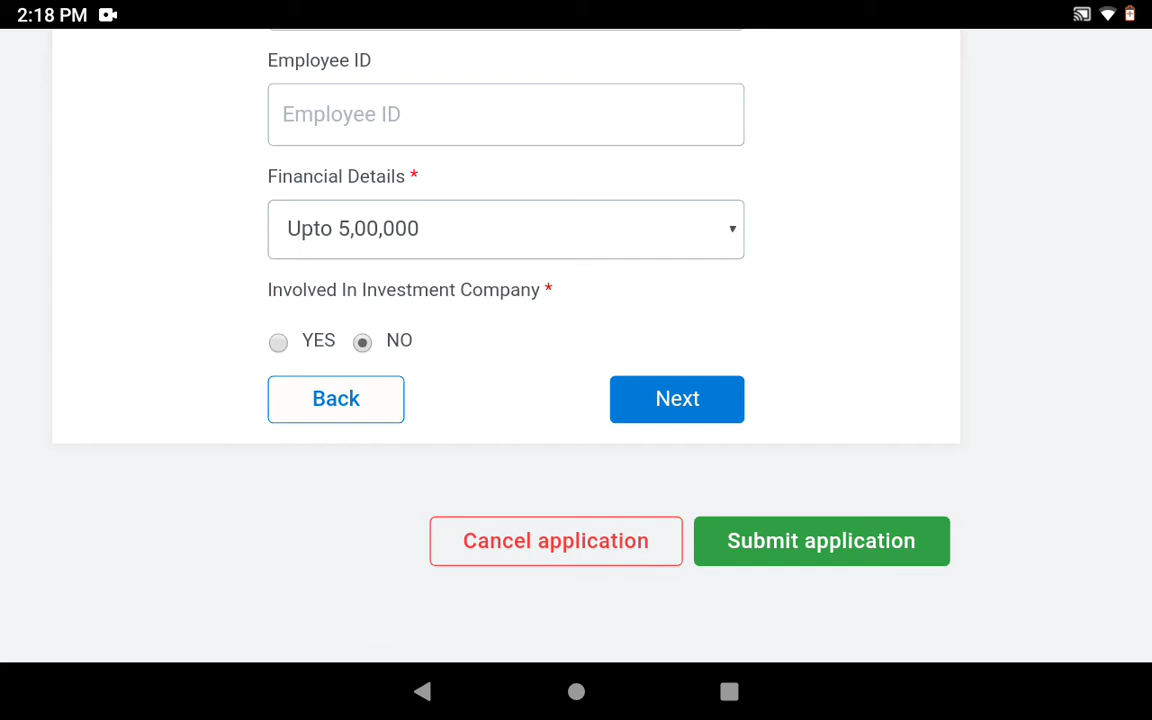 2:18 PM
Employee ID
Employee ID
Financial Details *
Upto 5,00,000
Involved In Investment Company *
YES NO
Back Next
Cancel application Submit application